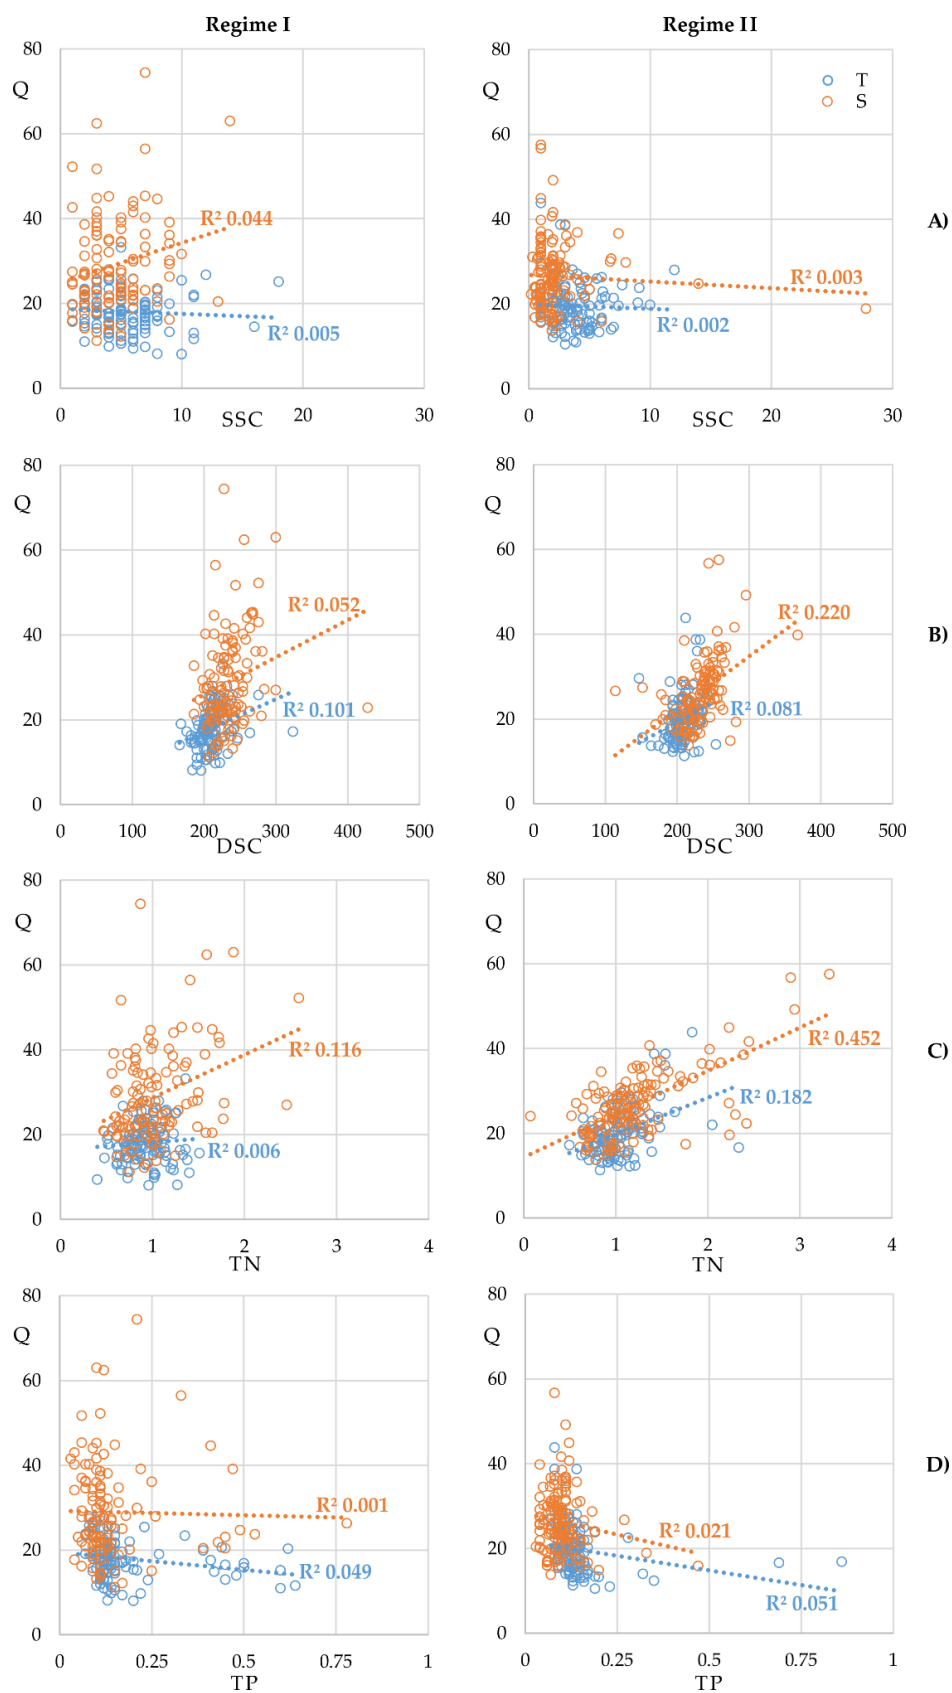 Regime I
Regime II
80
Q
60
40
20
0
0
10
20
30
SSC
R² 0.044
R² 0.005
80
Q
60
40
20
0
0
10
20
30
SSC
T
S
R² 0.003
R² 0.002
A)
80
Q
60
40
20
0
0
100
200
300
400
500
DSC
R² 0.052
R² 0.101
80
Q
60
40
20
0
0
100
200
300
400
500
DSC
R² 0.220
R² 0.081
B)
80
Q
60
40
20
0
0
1
2
3
4
TN
R² 0.116
R² 0.006
80
Q
60
40
20
0
0
1
2
3
4
TN
R² 0.452
R² 0.182
C)
80
Q
60
40
20
0
0
0.25
0.5
0.75
1
TP
R² 0.001
R² 0.049
80
Q
60
40
20
0
0
0.25
0.5
0.75
1
TP
R² 0.021
R² 0.051
D)